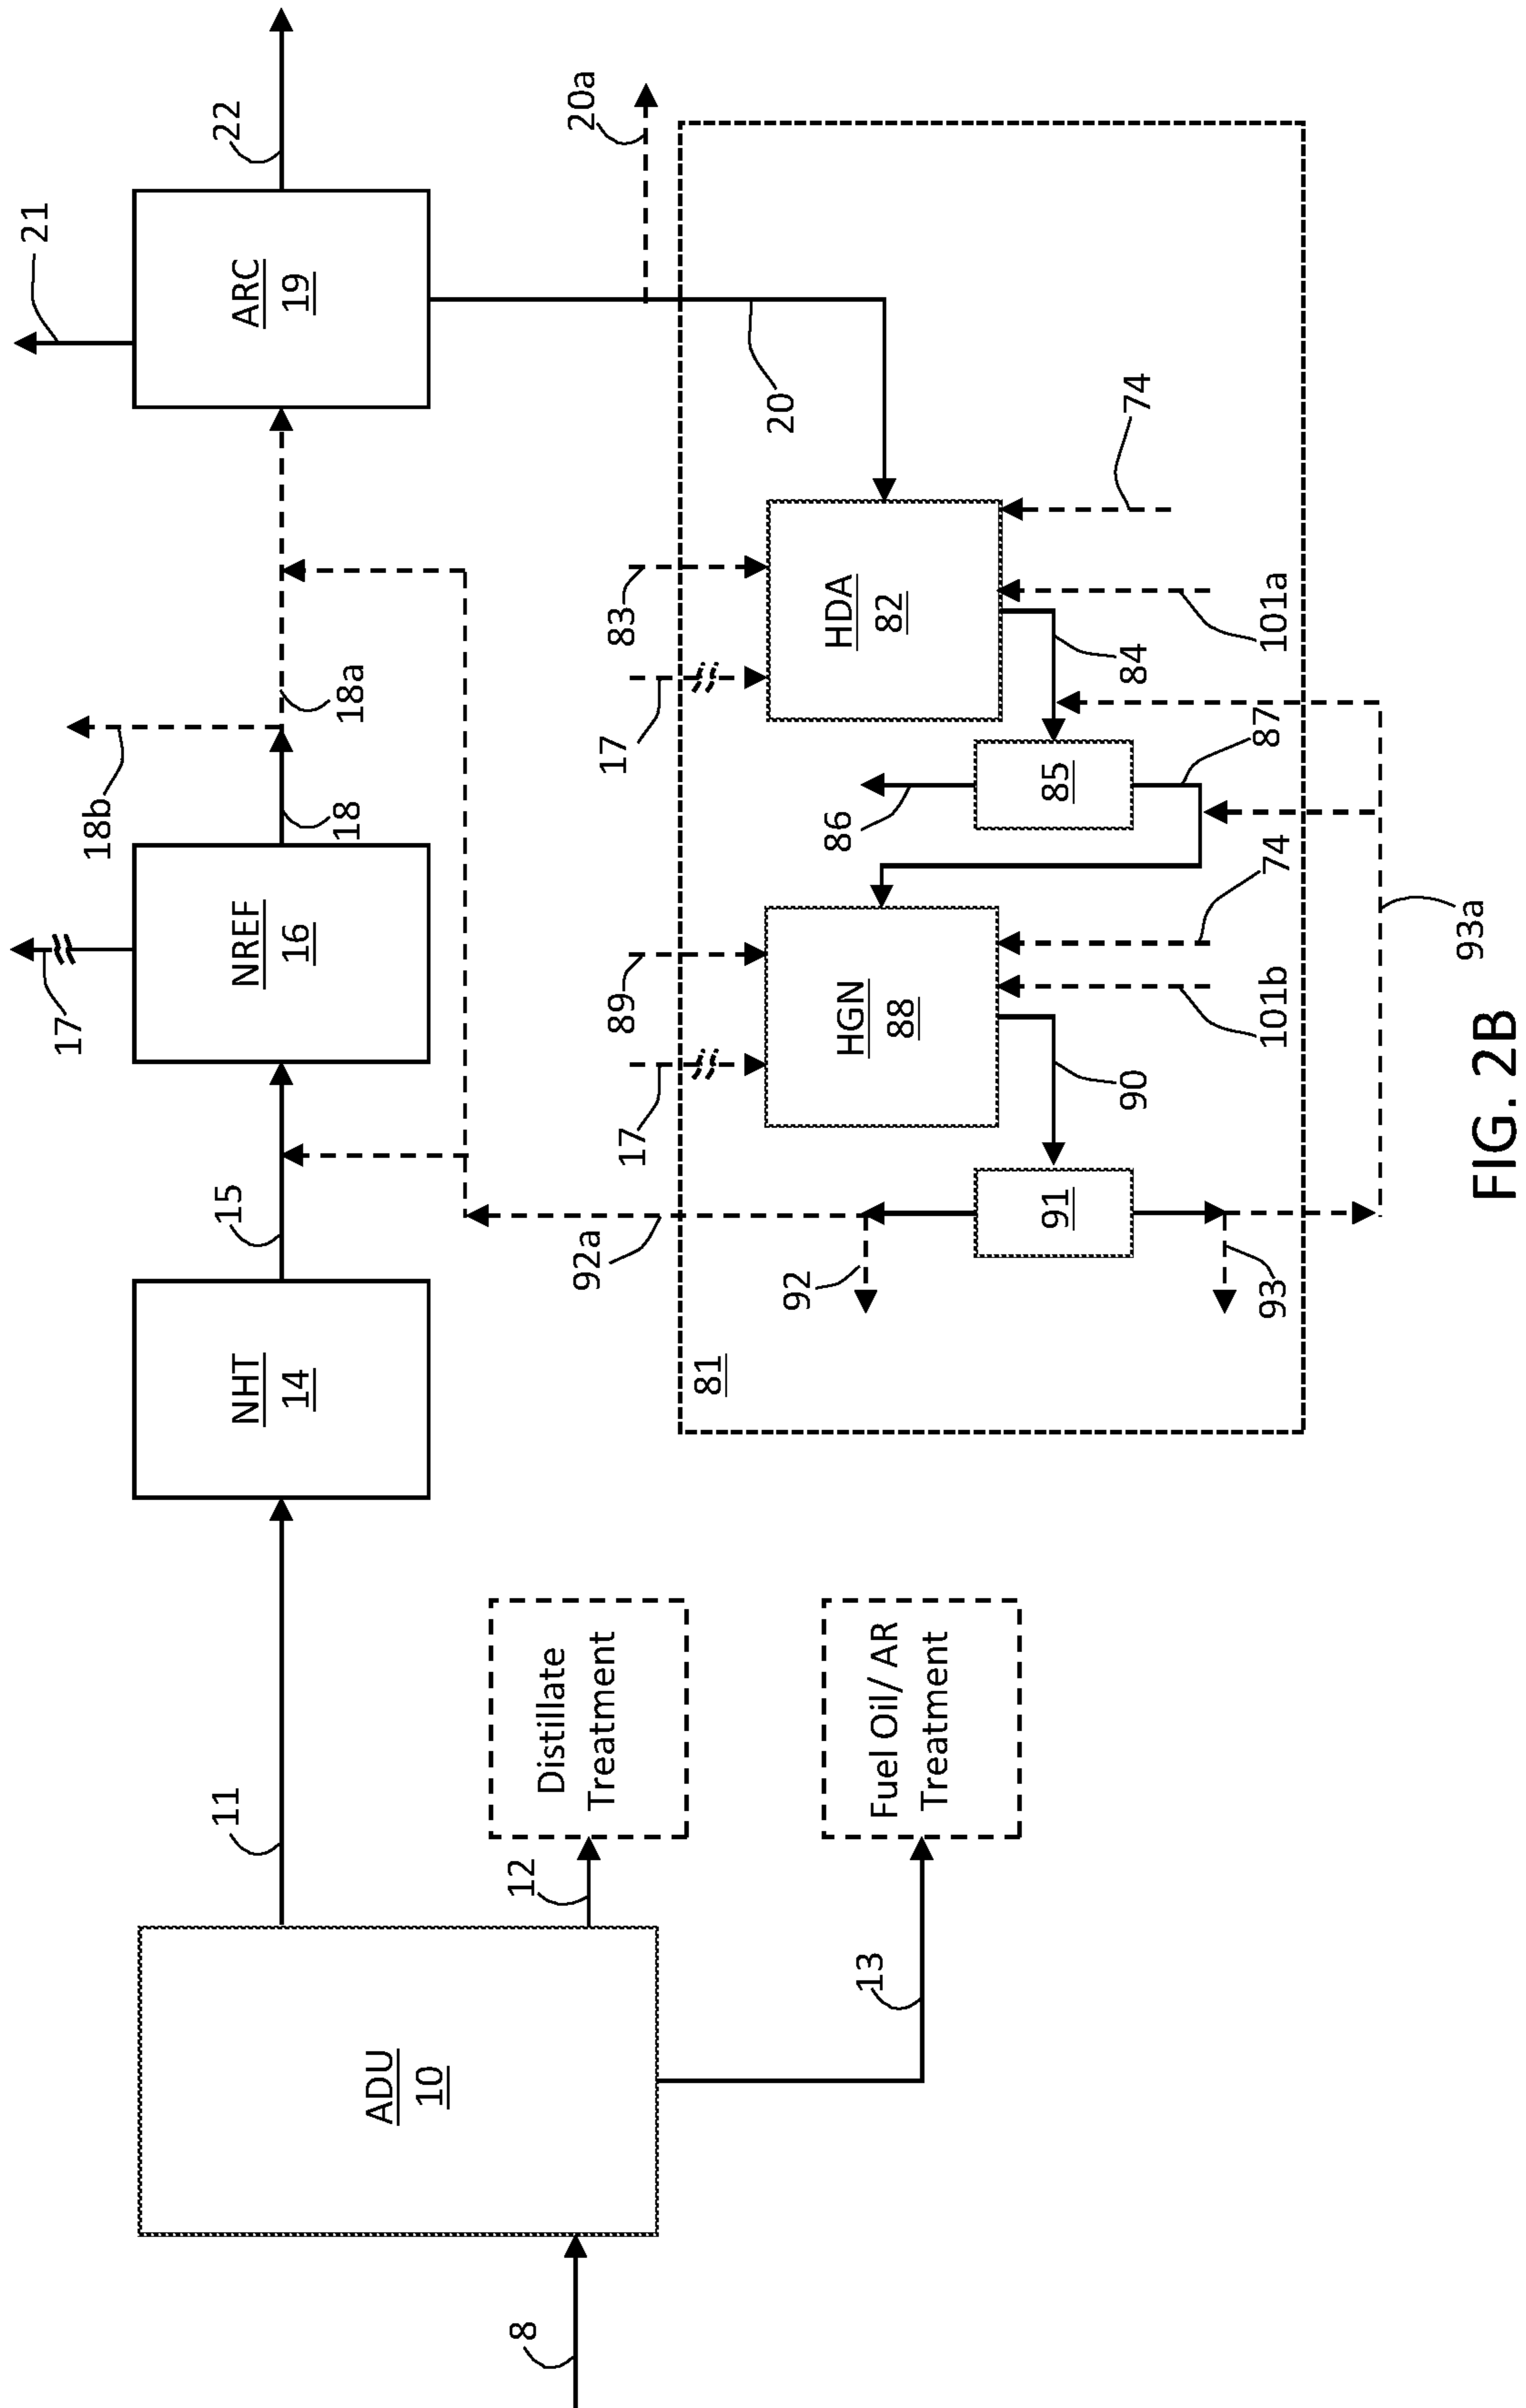 22
21
ARC
19
20a
20
18b
18a
18
17
NREF
16
15
NHT
14
11
ADU
10
8
12
Distillate
Treatment
13
Fuel Oil/ AR
Treatment
81
83
17
HDA
82
74
101a
84
85
86
87
89
17
HGN
88
74
101b
90
91
92a
92
93
93a
FIG. 2B